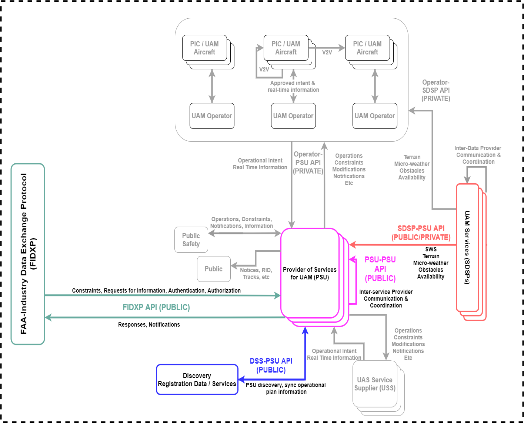 PIC / UAM
Aircraft
PIC / UAM
Aircraft
PIC / UAM
Aircraft
V2V
V2V
Approved intent &
real-time information
UAM Operator
UAM Operator
UAM Operator
Operator-
SDSP API
(PRIVATE)
Operational Intent
Real Time Information
Operator-
PSU API
(PRIVATE)
Operations
Constraints
Modifications
Notifications
Etc
Terrain
Micro-weather
Obstacles
Availability
Inter-Data Provider
Communication &
Coordination
FAA-Industry Data Exchange Protocol
(FIDXP)
Public
Safety
Operations, Constraints,
Notifications, Information
Public
Notices, RID,
Tracks, etc
Provider of Services
for UAM (PSU)
SDSP-PSU API
(PUBLIC/PRIVATE)
SWS
Terrain
Micro-weather
Obstacles
Availability
UAM Services (SDSPs)
PSU-PSU
API
(PUBLIC)
Inter-service Provider
Communication &
Coordination
Constraints, Requests for Information, Authentication, Authorization
FIDXP API (PUBLIC)
Responses, Notifications
DSS-PSU API
(PUBLIC)
Operational Intent
Real Time Information
Operations
Constraints
Modifications
Notifications
Etc
Discovery
Registration Data / Services
PSU discovery, sync operational
plan information
UAS Service
Supplier (USS)